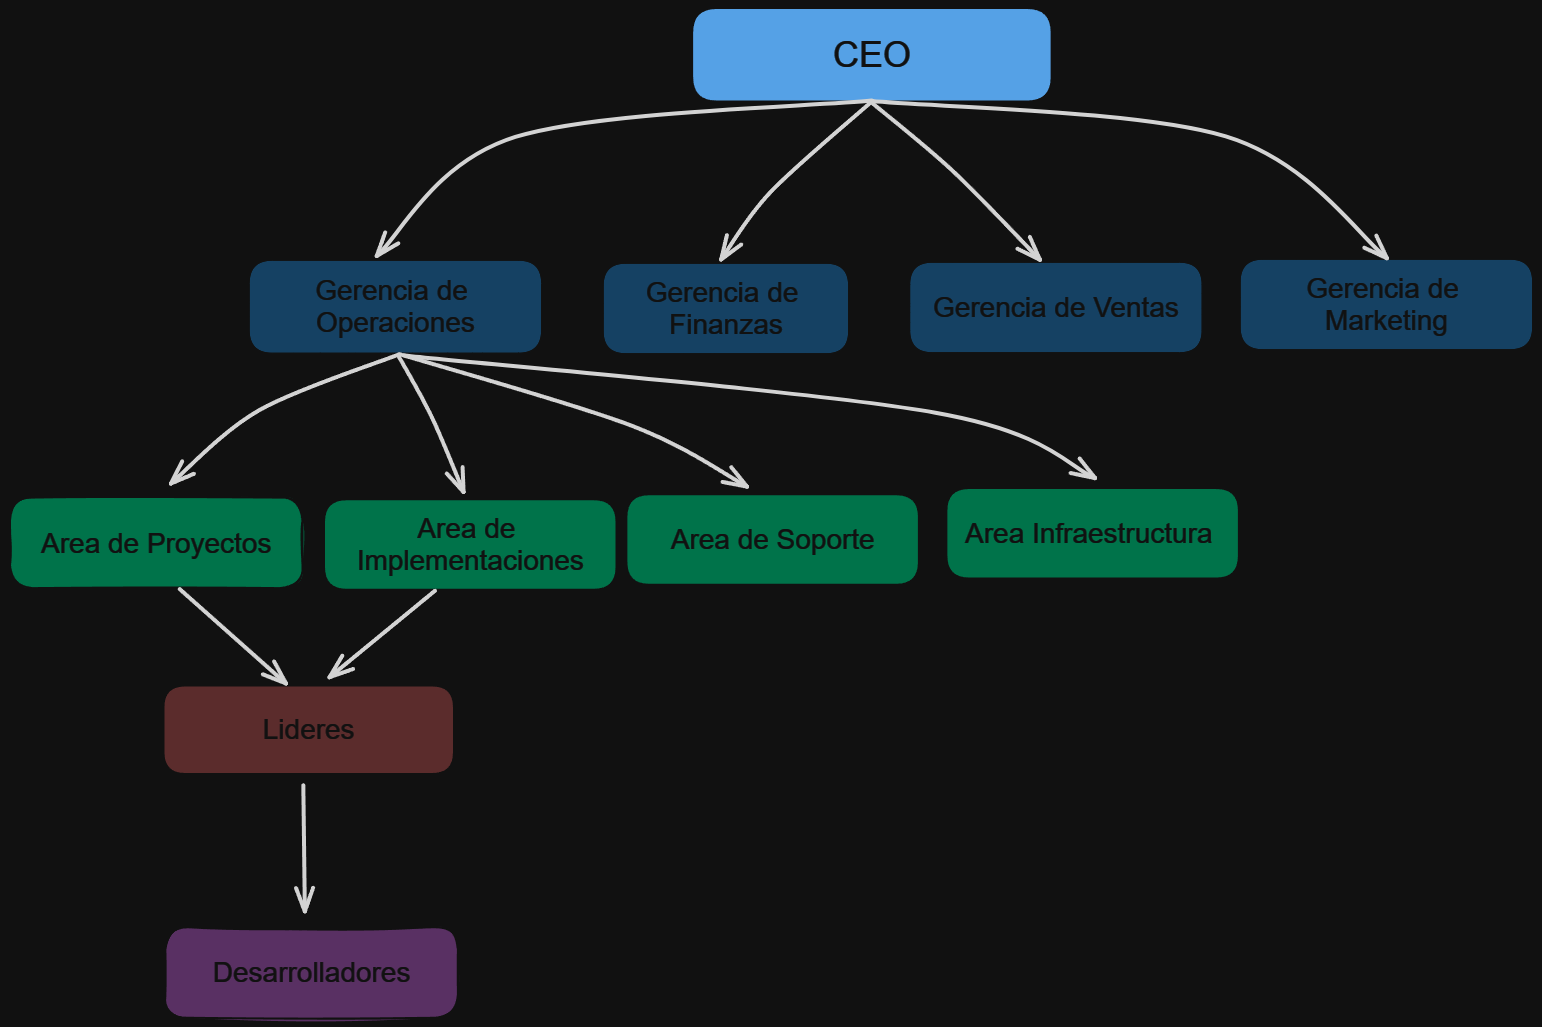 CEO
Gerencia de
Operaciones
Gerencia de
Finanzas
Gerencia de Ventas
Gerencia de
Marketing
Area de Proyectos
Area de
Implementaciones
Area de Soporte
Area Infraestructura
Lideres
Desarrolladores